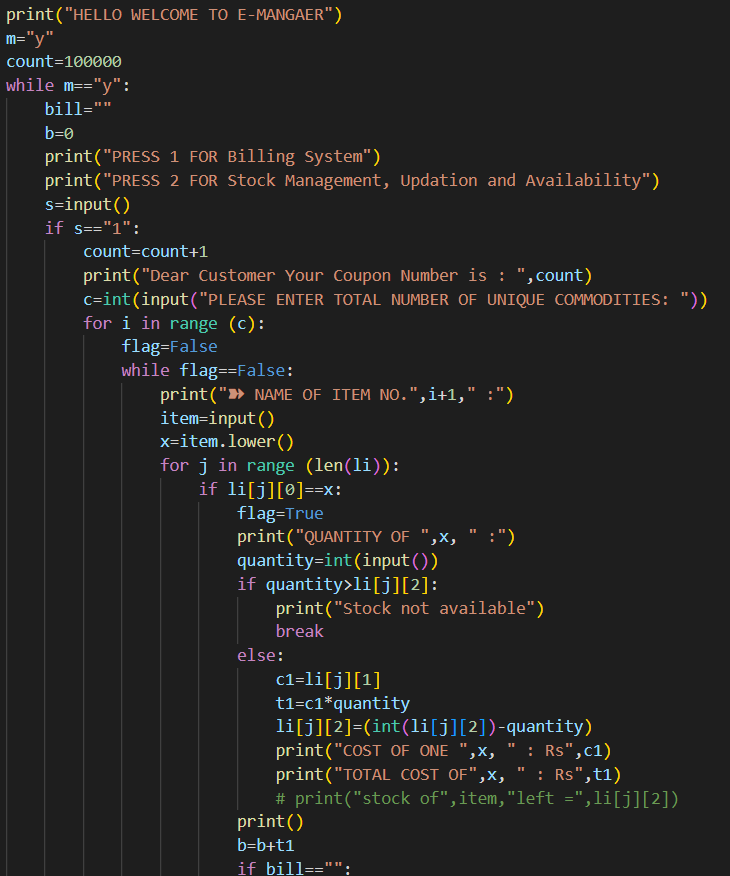 print("HELLO WELCOME TO E-MANGAER")
m="y"
count=100000
while m=="y":
    bill=""
    b=0
    print("PRESS 1 FOR Billing System")
    print("PRESS 2 FOR Stock Management, Updation and Availability")
    s=input()
    if s=="1":
        count=count+1
        print("Dear Customer Your Coupon Number is : ",count)
        c=int(input("PLEASE ENTER TOTAL NUMBER OF UNIQUE COMMODITIES: "))
        for i in range (c):
            flag=False
            while flag==False:
                print("➽ NAME OF ITEM NO.",i+1," :")
                item=input()
                x=item.lower()
                for j in range (len(li)):
                    if li[j][0]==x:
                        flag=True
                        print("QUANTITY OF ",x, " :")
                        quantity=int(input())
                        if quantity>li[j][2]:
                            print("Stock not available")
                            break
                        else:
                            c1=li[j][1]
                            t1=c1*quantity
                            li[j][2]=(int(li[j][2])-quantity)
                            print("COST OF ONE ",x, " : Rs",c1)
                            print("TOTAL COST OF",x, " : Rs",t1)
                            # print("stock of",item,"left =",li[j][2])
                        print()
                        b=b+t1
                        if bill=="":